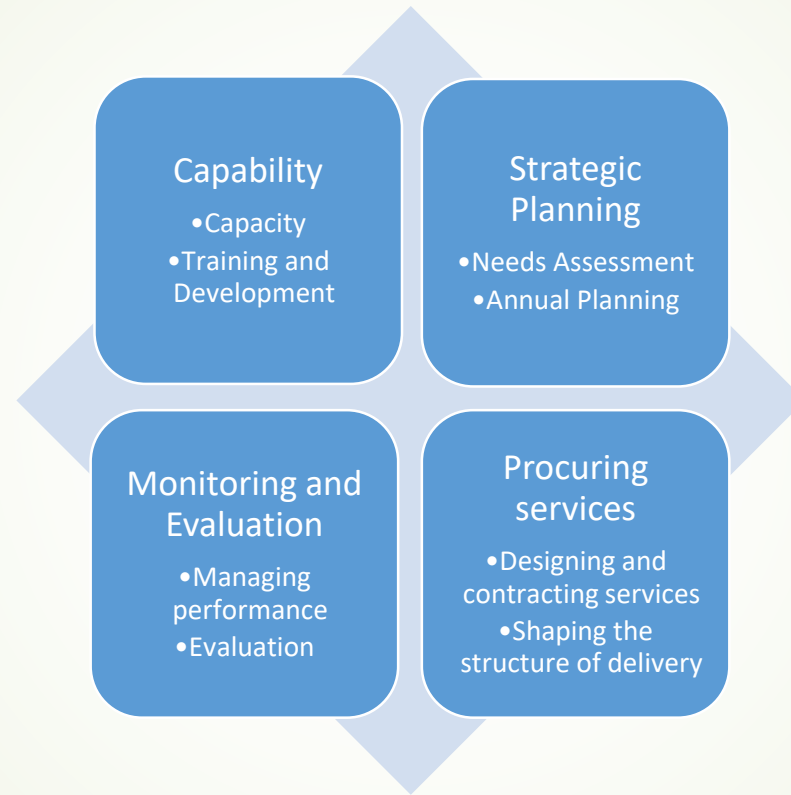 Capability
•Capacity
•Training and
Development
Strategic
Planning
•Needs Assessment
•Annual Planning
Monitoring and
Evaluation
•Managing
performance
•Evaluation
Procuring
services
•Designing and
contracting services
•Shaping the
structure of delivery